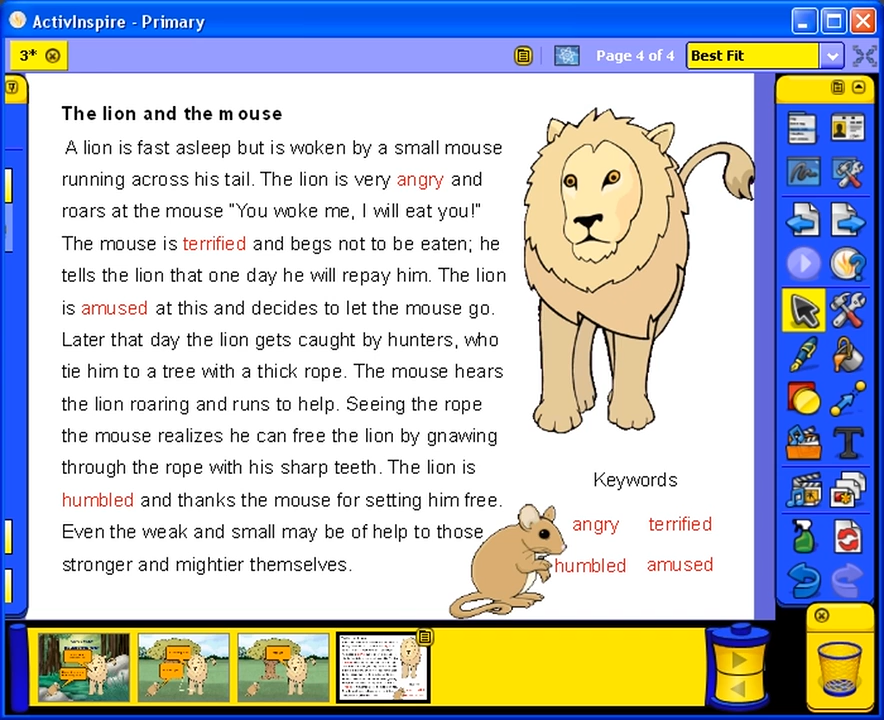 ActivInspire - Primary
3*
Page 4 of 4
Best Fit
The lion and the mouse
A lion is fast asleep but is woken by a small mouse
running across his tail. The lion is very angry and
roars at the mouse "You woke me, I will eat you!"
The mouse is terrified and begs not to be eaten; he
tells the lion that one day he will repay him. The lion
is amused at this and decides to let the mouse go.
Later that day the lion gets caught by hunters, who
tie him to a tree with a thick rope. The mouse hears
the lion roaring and runs to help. Seeing the rope
the mouse realizes he can free the lion by gnawing
through the rope with his sharp teeth. The lion is
humbled and thanks the mouse for setting him free.
Even the weak and small may be of help to those
stronger and mightier themselves.
Keywords
angry terrified
humbled amused